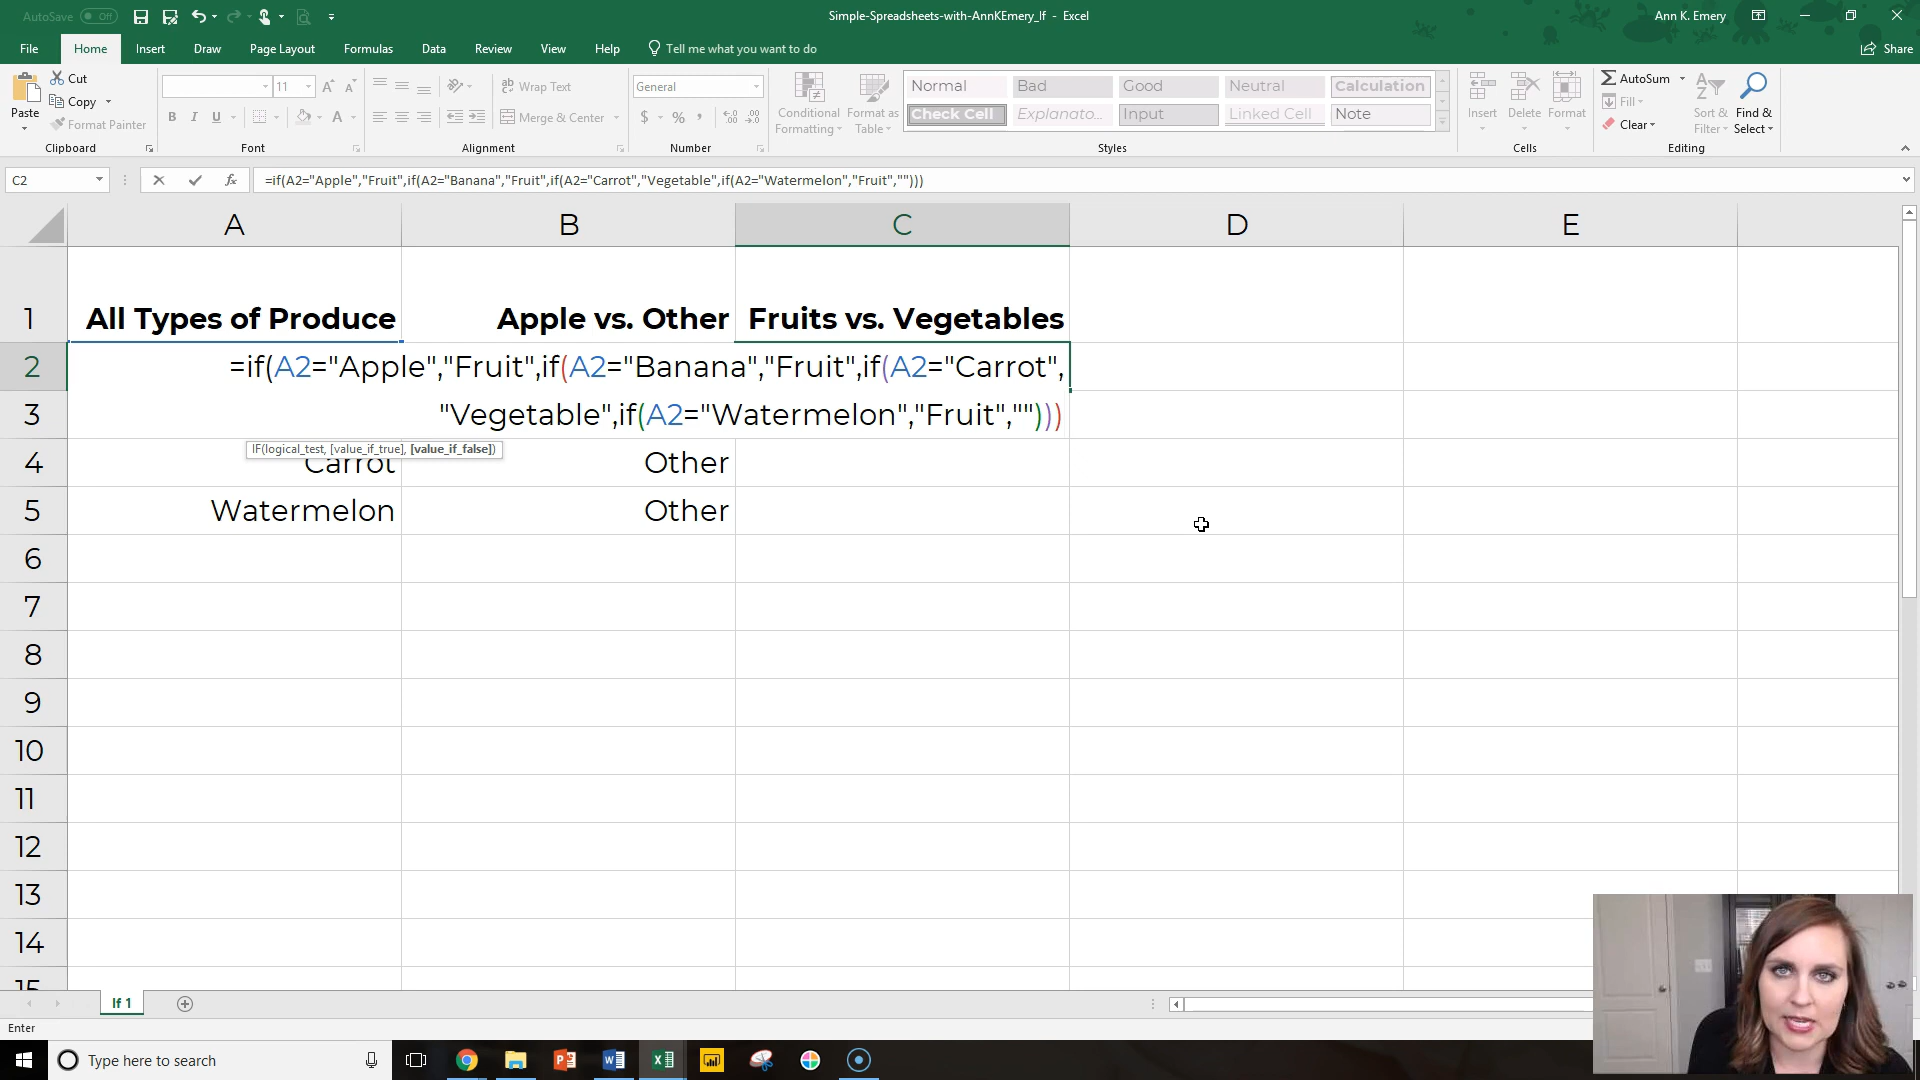 AutoSave Off
Simple-Spreadsheets-with-AnnKEmery_If - Excel
Ann K. Emery
File Home Insert Draw Page Layout Formulas Data Review View Help Tell me what you want to do
Share
Paste
Cut
Copy
Format Painter
Clipboard
11
B I U
Font
Wrap Text
Merge & Center
Alignment
General
$ % ,
Number
Conditional Formatting
Format as Table
Normal Bad Good Neutral Calculation
Check Cell Explanato... Input Linked Cell Note
Styles
Insert Delete Format
Cells
AutoSum
Fill
Clear
Sort & Filter
Find & Select
Editing
C2
fx
=if(A2="Apple","Fruit",if(A2="Banana","Fruit",if(A2="Carrot","Vegetable",if(A2="Watermelon","Fruit","")))
A B C D E
1 All Types of Produce Apple vs. Other Fruits vs. Vegetables
2 =if(A2="Apple","Fruit",if(A2="Banana","Fruit",if(A2="Carrot",
3 "Vegetable",if(A2="Watermelon","Fruit","")))
IF(logical_test, [value_if_true], [value_if_false])
4 Carrot Other
5 Watermelon Other
6
7
8
9
10
11
12
13
14
15
If 1
Enter
Type here to search